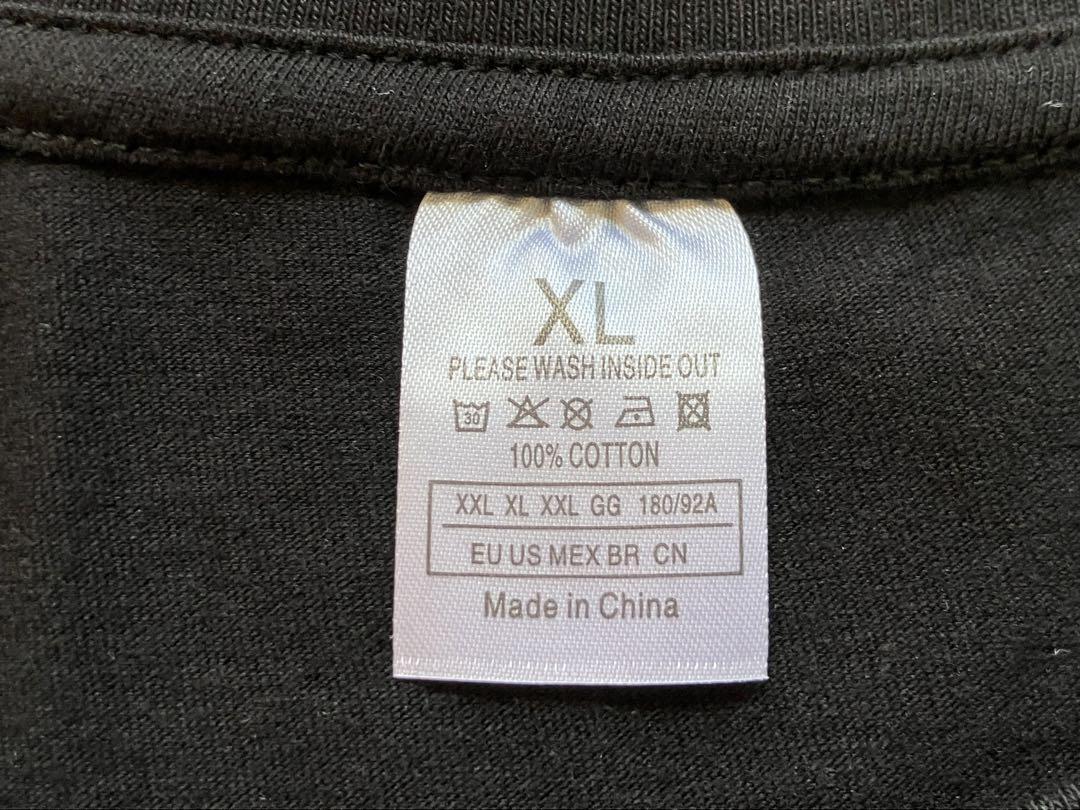 XL
PLEASE WASH INSIDE OUT
30
100% COTTON
XXL XL XXL GG 180/92A
EU US MEX BR CN
Made in China